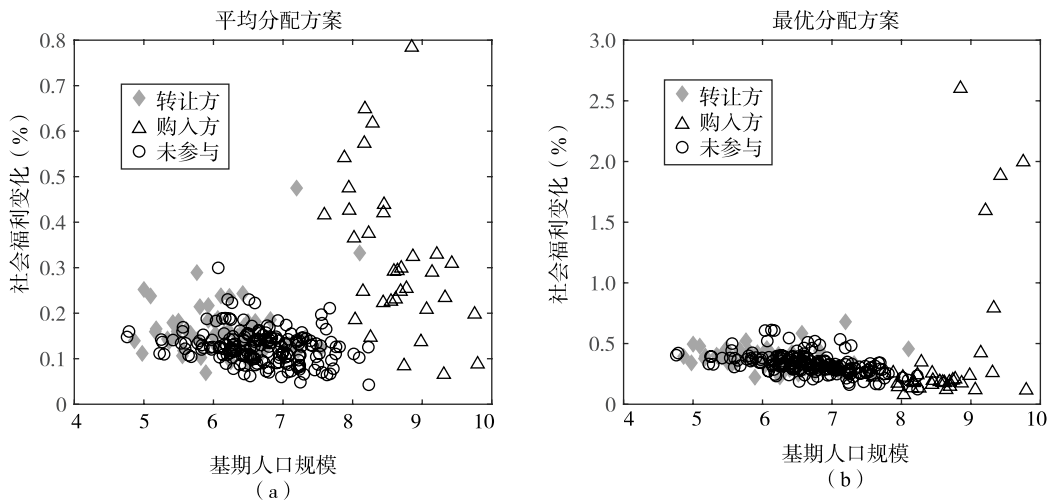 平均分配方案
0.8
0.7
0.6
0.5
0.4
0.3
0.2
0.1
0
社会福利变化（%）
转让方
购入方
未参与
4 5 6 7 8 9 10
基期人口规模
（a）
最优分配方案
3.0
2.5
2.0
1.5
1.0
0.5
0
社会福利变化（%）
转让方
购入方
未参与
4 5 6 7 8 9 10
基期人口规模
（b）